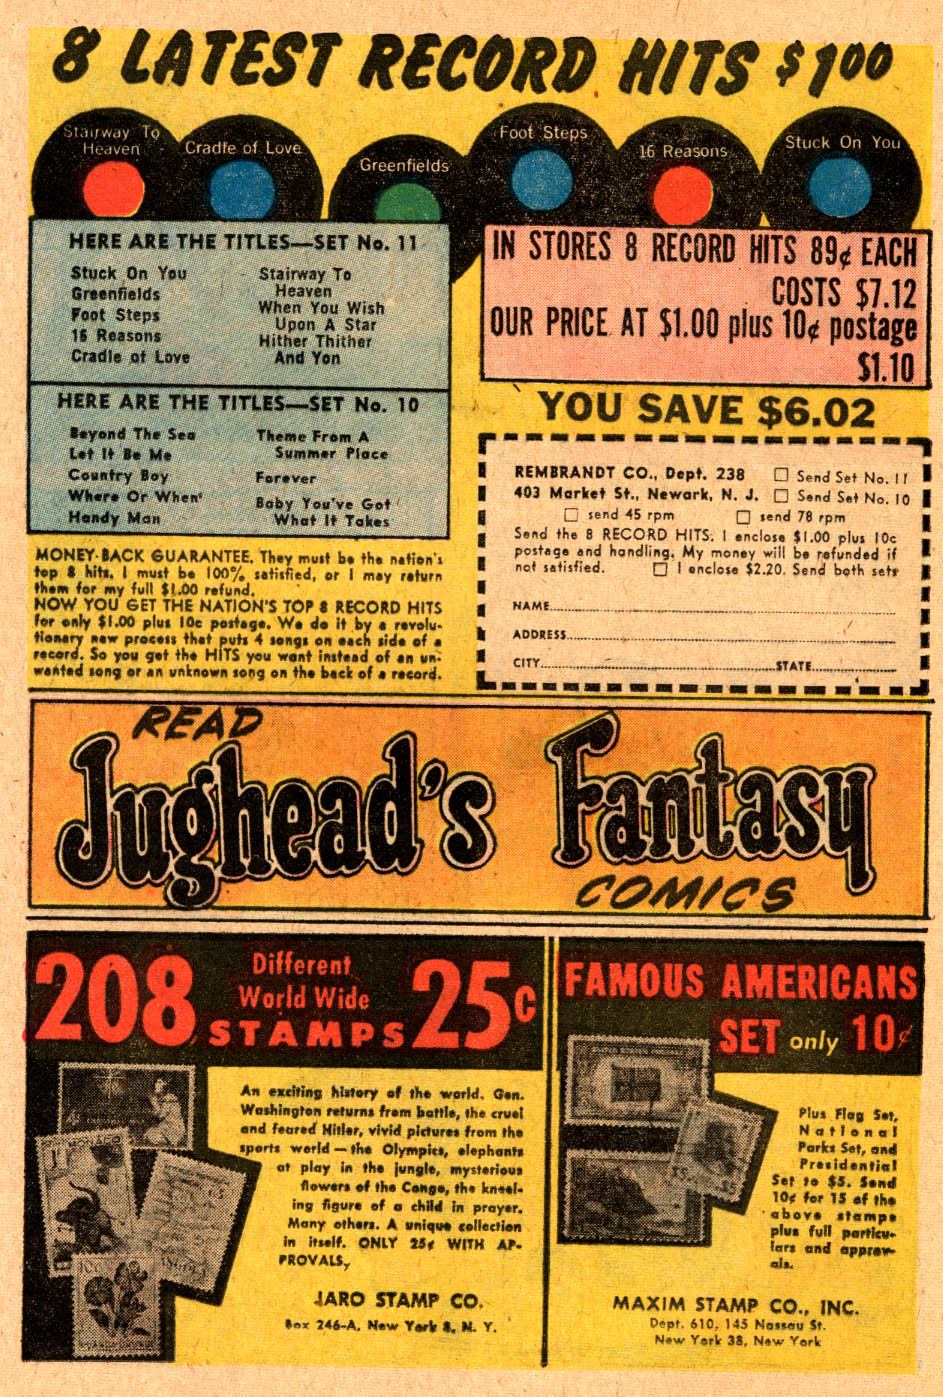 8 LATEST RECORD HITS $1.00
Stairway To
Heaven
Cradle of Love
Greenfields
Foot Steps
16 Reasons
Stuck On You
HERE ARE THE TITLES—SET No. 11
Stuck On You
Greenfields
Foot Steps
16 Reasons
Cradle of Love
Stairway To
Heaven
When You Wish
Upon A Star
Hither Thither
And Yon
HERE ARE THE TITLES—SET No. 10
Beyond The Sea
Let It Be Me
Country Boy
Where Or When
Handy Man
Theme From A
Summer Place
Forever
Baby You've Got
What It Takes
MONEY-BACK GUARANTEE. They must be the nation's
top 8 hits. I must be 100% satisfied, or I may return
them for my full $1.00 refund.
NOW YOU GET THE NATION'S TOP 8 RECORD HITS
for only $1.00 plus 10c postage. We do it by a revolu-
tionary new process that puts 4 songs on each side of a
record. So you get the HITS you want instead of an un-
wanted song or an unknown song on the back of a record.
IN STORES 8 RECORD HITS 89¢ EACH
COSTS $7.12
OUR PRICE AT $1.00 plus 10¢ postage
$1.10
YOU SAVE $6.02
REMBRANDT CO., Dept. 238 □ Send Set No. 11
403 Market St., Newark, N. J. □ Send Set No. 10
□ send 45 rpm □ send 78 rpm
Send the 8 RECORD HITS. I enclose $1.00 plus 10c
postage and handling. My money will be refunded if
not satisfied. □ I enclose $2.20. Send both sets
NAME
ADDRESS
CITY STATE
READ
Jughead's Fantasy
COMICS
208 Different
World Wide
STAMPS 25¢
An exciting history of the world. Gen.
Washington returns from battle, the cruel
and feared Hitler, vivid pictures from the
sports world — the Olympics, elephants
at play in the jungle, mysterious
flowers of the Congo, the kneel-
ing figure of a child in prayer.
Many others. A unique collection
in itself. ONLY 25¢ WITH AP-
PROVALS,
JARO STAMP CO.
Box 246-A, New York 8, N. Y.
MONACO
FAMOUS AMERICANS
SET only 10¢
Plus Flag Set,
National
Parks Set, and
Presidential
Set to $5. Send
10¢ for 15 of the
above stamps
plus full particu-
lars and approv-
als.
$5
MAXIM STAMP CO., INC.
Dept. 610, 145 Nassau St.
New York 38, New York